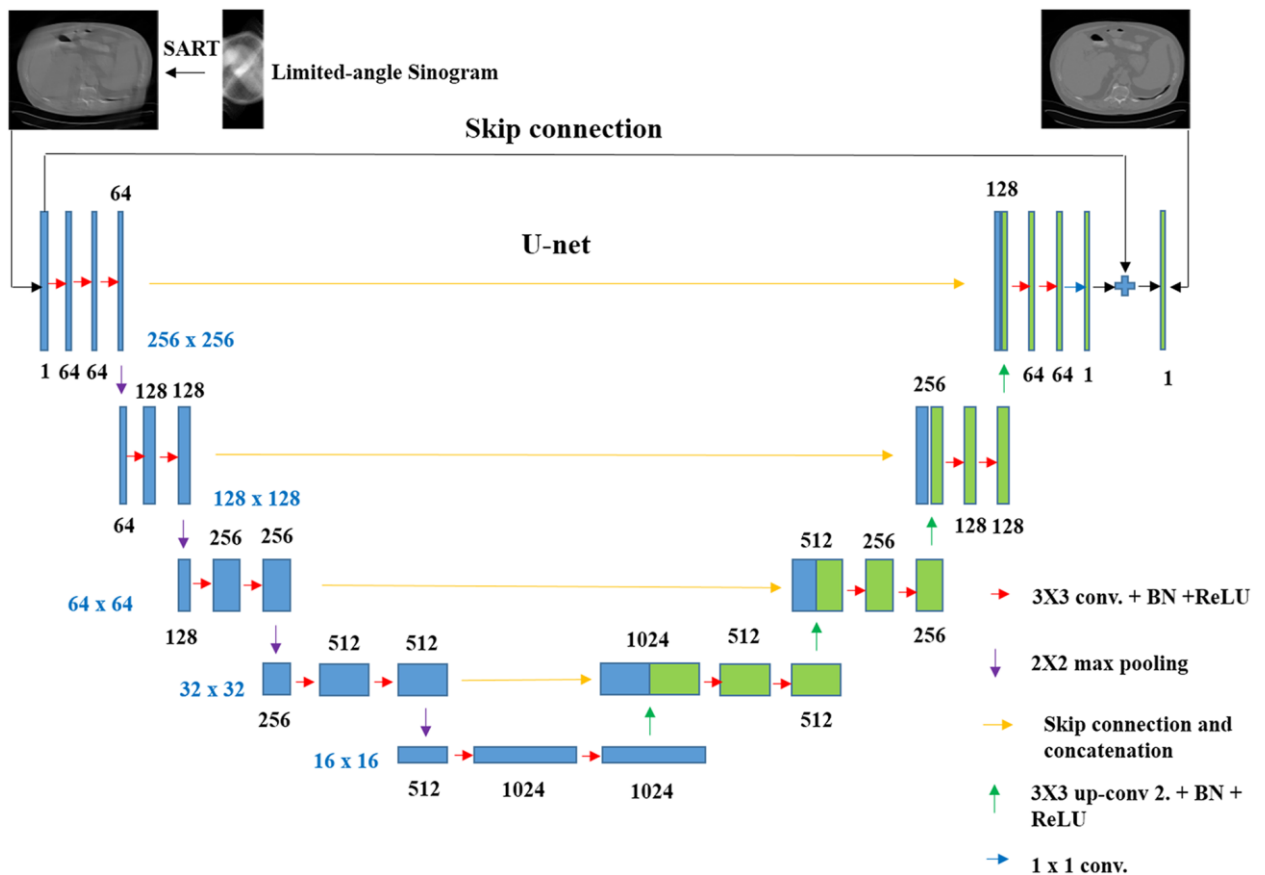 SART
Limited-angle Sinogram
Skip connection
64
128
U-net
256 x 256
1 64 64
64 64 1
1
128 128
256
128 x 128
64
128 128
256 256
512 256
64 x 64
128
256
3X3 conv. + BN +ReLU
512 512
1024 512
2X2 max pooling
32 x 32
256
512
Skip connection and
concatenation
16 x 16
512 1024 1024
3X3 up-conv 2. + BN +
ReLU
1 x 1 conv.